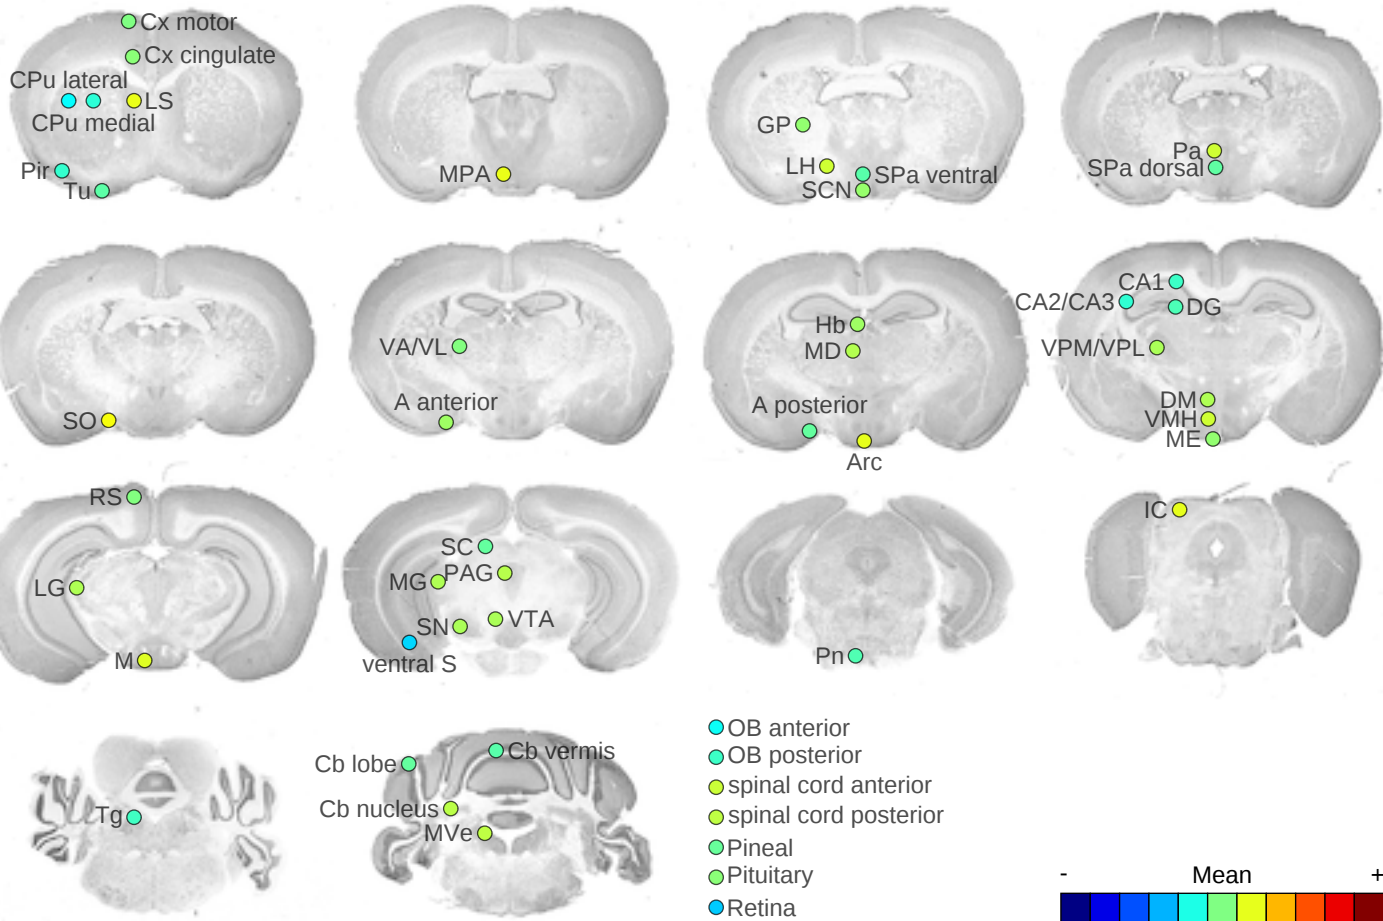 Cx motor
Cx cingulate
CPu lateral
LS
CPu medial
Pir
Tu
MPA
GP
LH
SPa ventral
SCN
Pa
SPa dorsal
SO
VA/VL
A anterior
Hb
MD
A posterior
Arc
CA1
CA2/CA3
DG
VPM/VPL
DM
VMH
ME
RS
LG
M
SC
MG
PAG
SN
VTA
ventral S
Pn
IC
Tg
Cb lobe
Cb vermis
Cb nucleus
MVe
OB anterior
OB posterior
spinal cord anterior
spinal cord posterior
Pineal
Pituitary
Retina
- Mean +